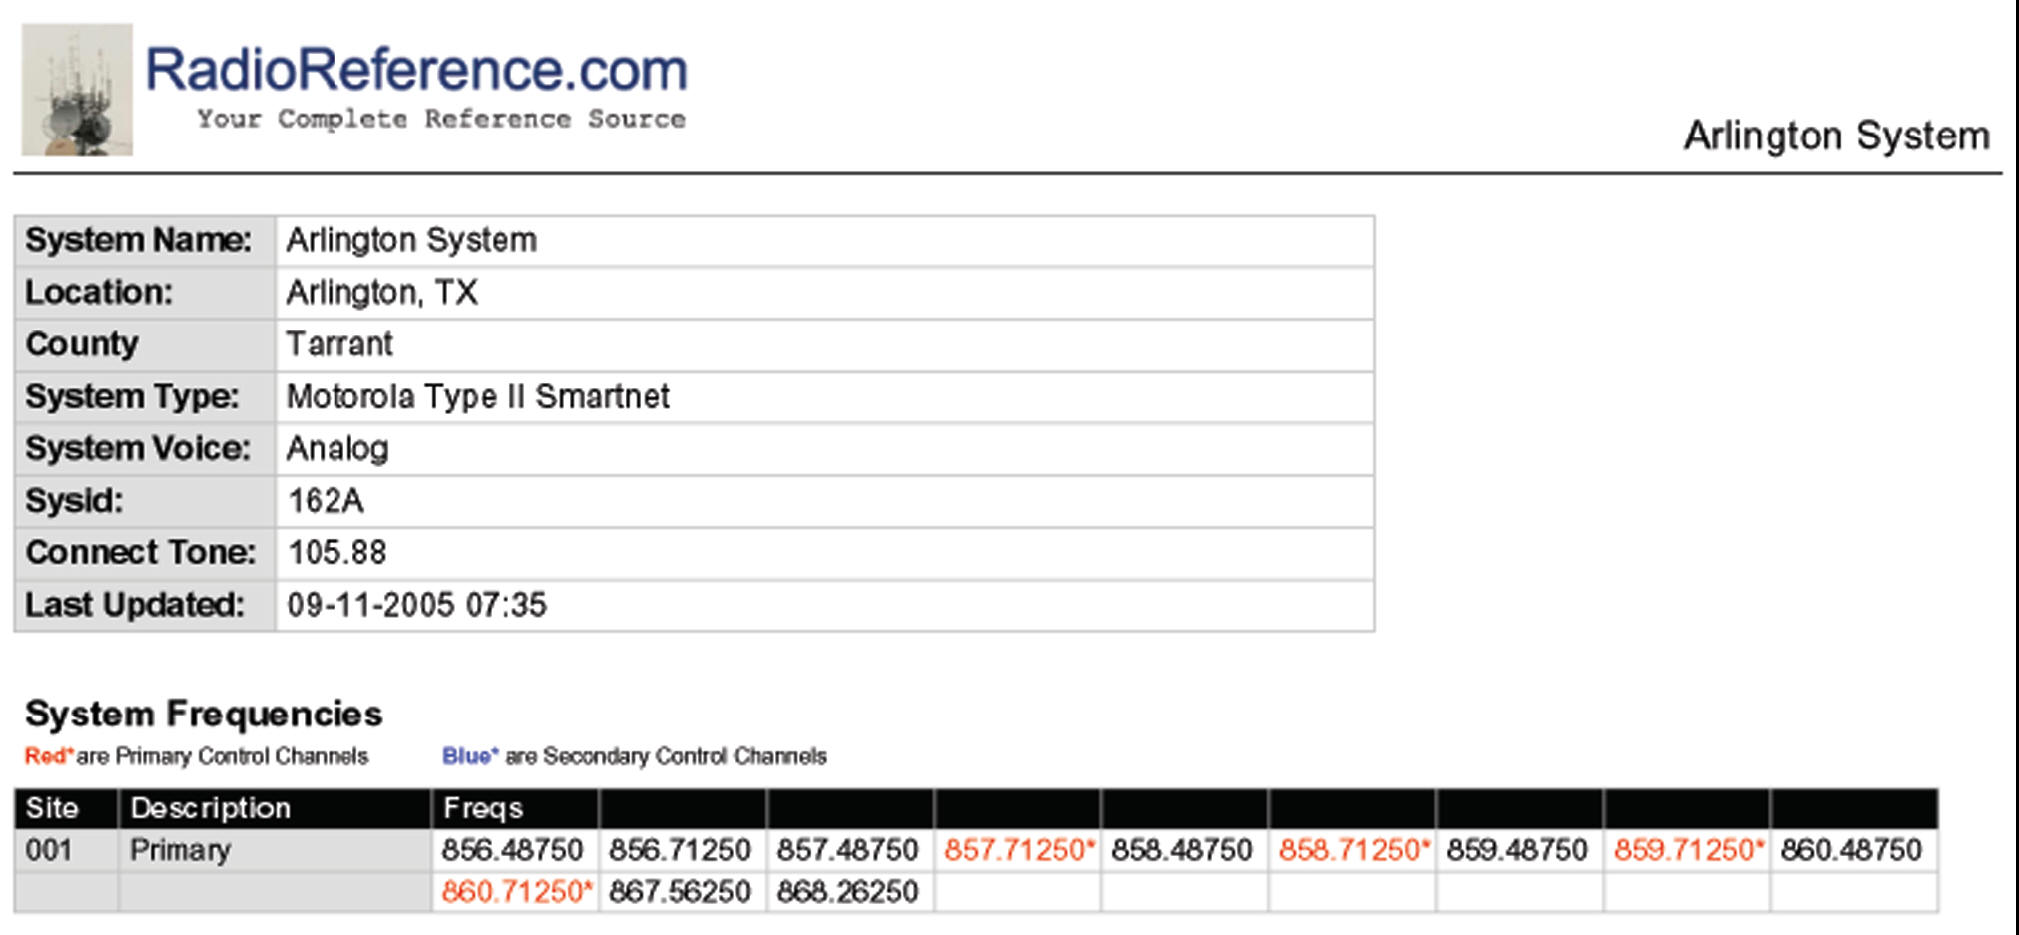 RadioReference.com
Your Complete Reference Source
Arlington System
System Name: Arlington System
Location: Arlington, TX
County Tarrant
System Type: Motorola Type II Smartnet
System Voice: Analog
Sysid: 162A
Connect Tone: 105.88
Last Updated: 09-11-2005 07:35
System Frequencies
Red* are Primary Control Channels Blue* are Secondary Control Channels
Site Description Freqs
001 Primary 856.48750 856.71250 857.48750 857.71250* 858.48750 858.71250* 859.48750 859.71250* 860.48750
860.71250* 867.56250 868.26250